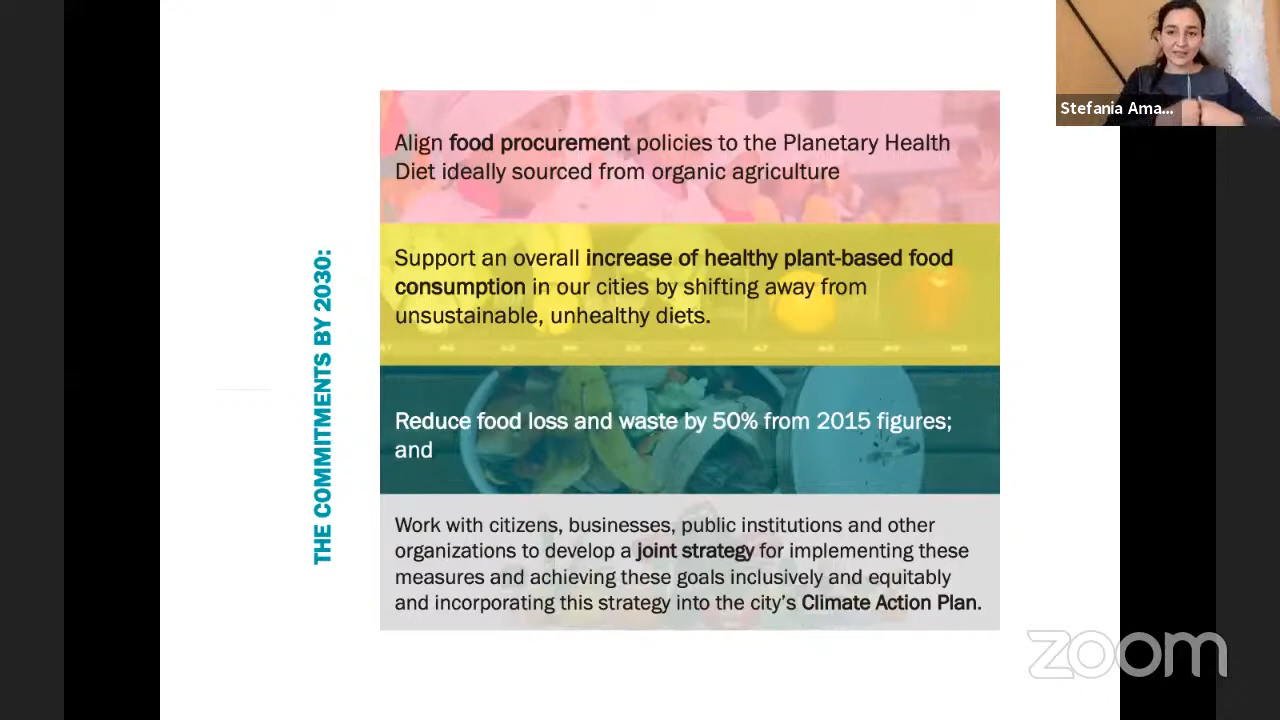 Stefania Ama...
THE COMMITMENTS BY 2030:
Align food procurement policies to the Planetary Health
Diet ideally sourced from organic agriculture
Support an overall increase of healthy plant-based food
consumption in our cities by shifting away from
unsustainable, unhealthy diets.
Reduce food loss and waste by 50% from 2015 figures;
and
Work with citizens, businesses, public institutions and other
organizations to develop a joint strategy for implementing these
measures and achieving these goals inclusively and equitably
and incorporating this strategy into the city's Climate Action Plan.
zoom